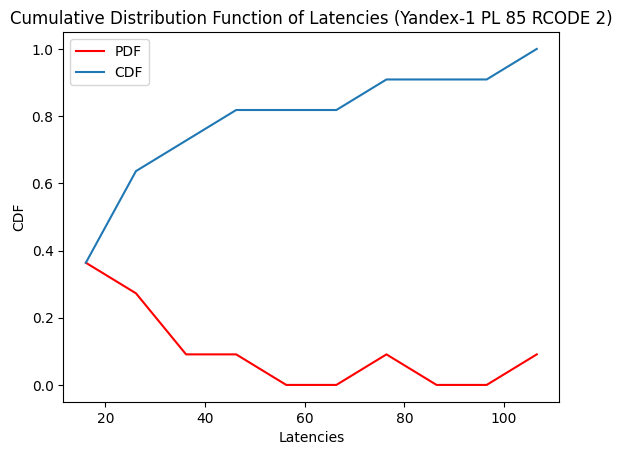 Cumulative Distribution Function of Latencies (Yandex-1 PL 85 RCODE 2)
PDF
CDF
1.0
0.8
0.6
0.4
0.2
0.0
CDF
20 40 60 80 100
Latencies